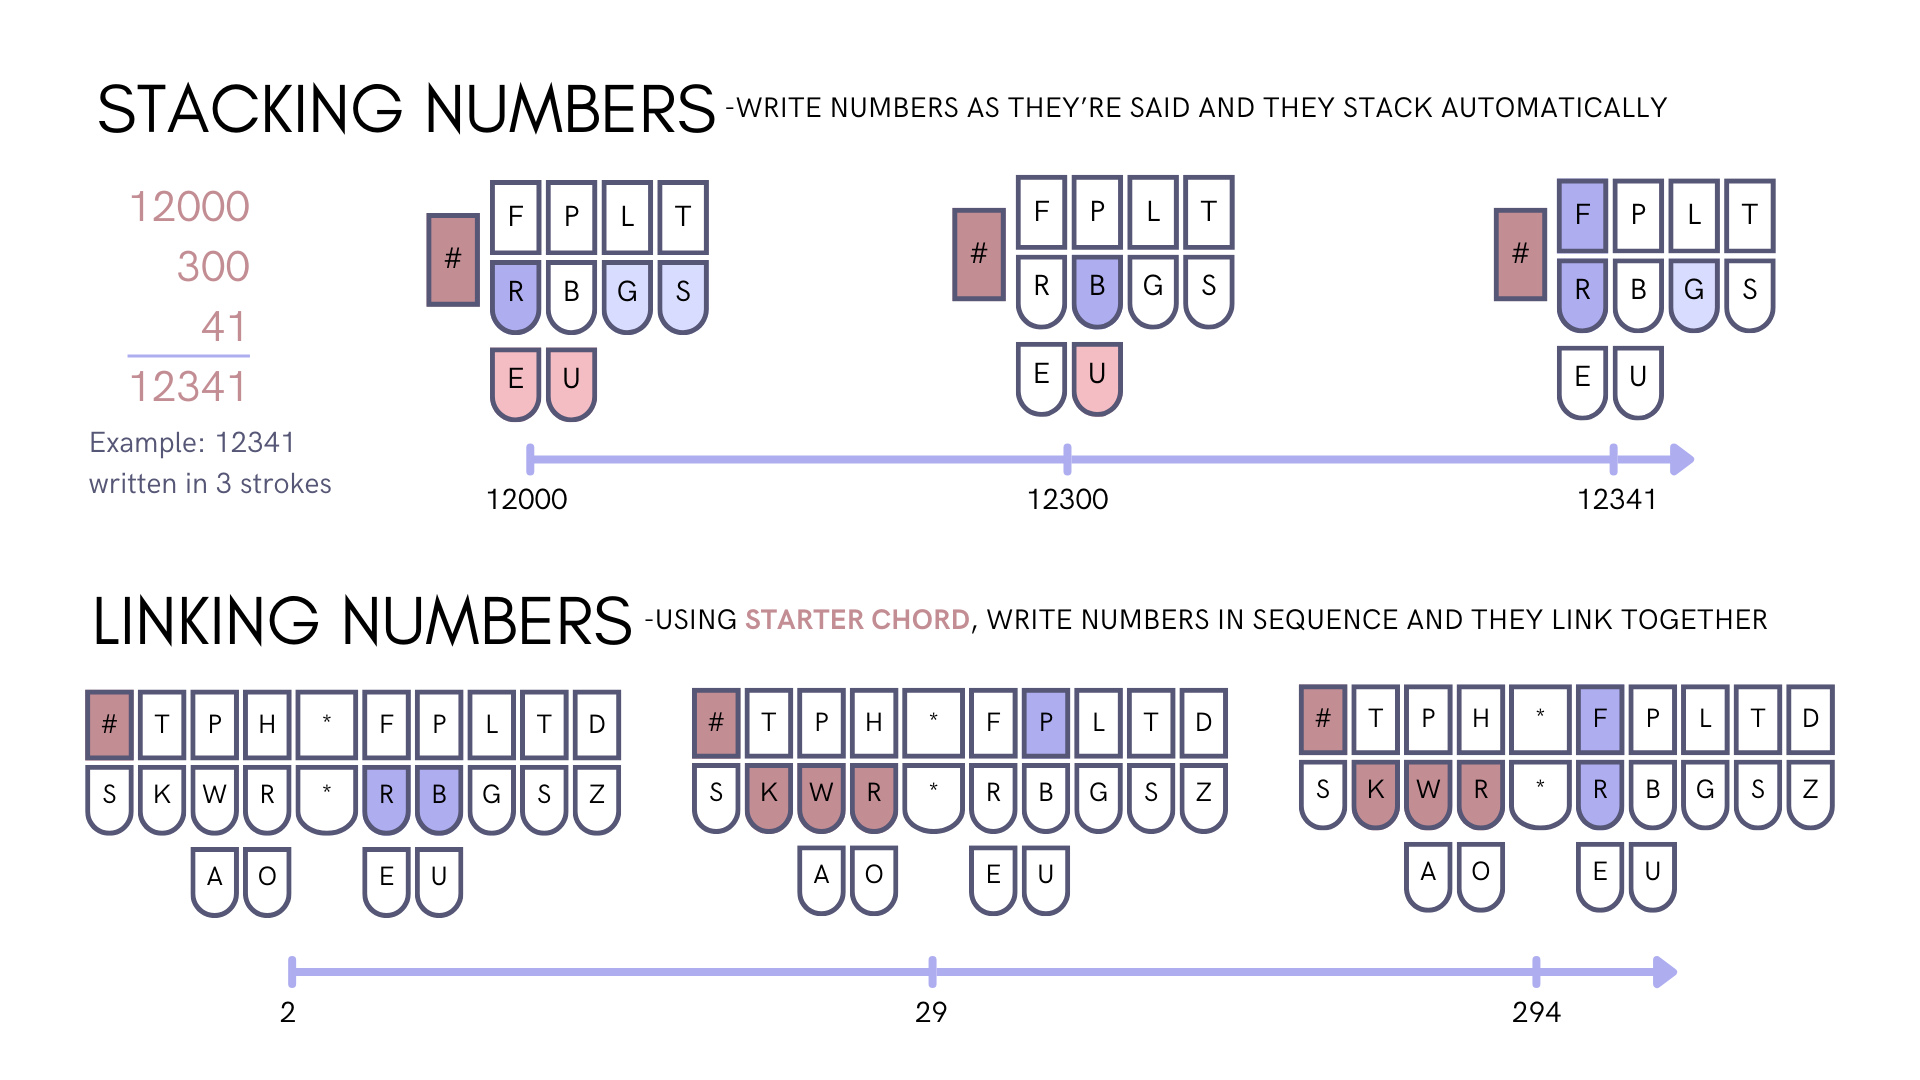 STACKING NUMBERS -WRITE NUMBERS AS THEY'RE SAID AND THEY STACK AUTOMATICALLY
12000
300
41
12341
Example: 12341
written in 3 strokes
# F P L T
R B G S
E U
# F P L T
R B G S
E U
# F P L T
R B G S
E U
12000 12300 12341
LINKING NUMBERS -USING STARTER CHORD, WRITE NUMBERS IN SEQUENCE AND THEY LINK TOGETHER
# T P H * F P L T D
S K W R * R B G S Z
A O E U
# T P H * F P L T D
S K W R * R B G S Z
A O E U
# T P H * F P L T D
S K W R * R B G S Z
A O E U
2 29 294